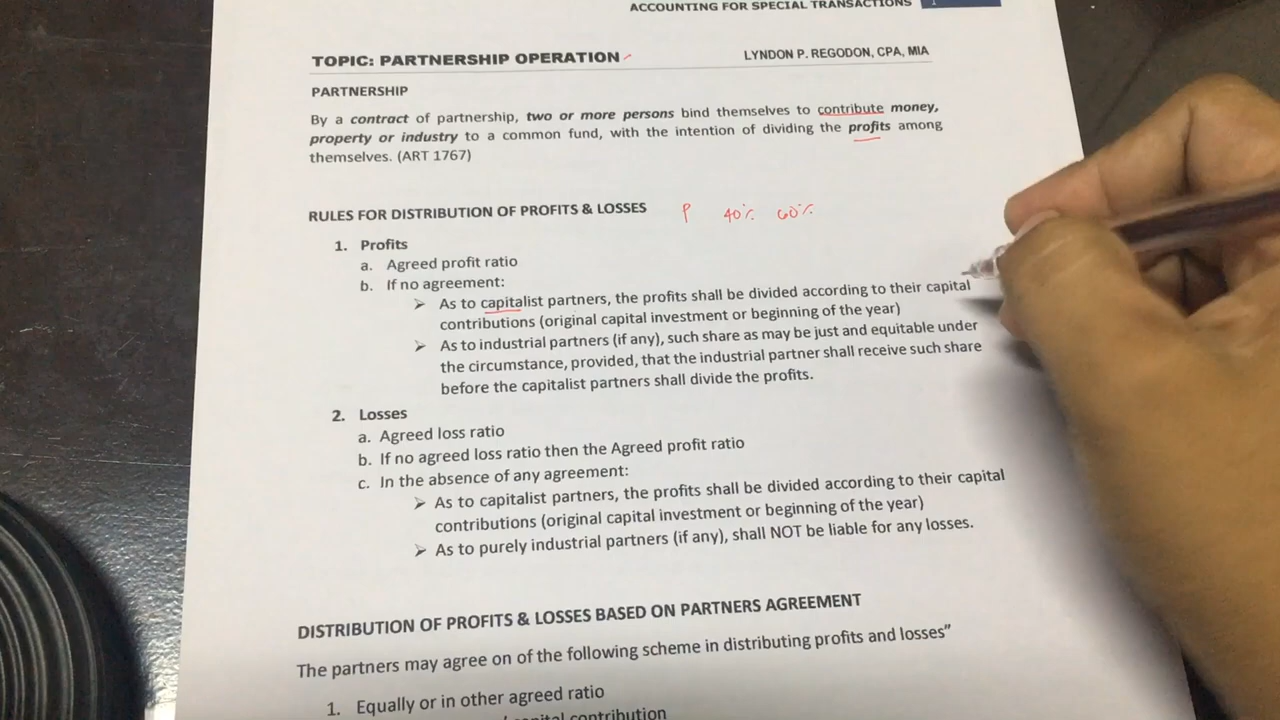 ACCOUNTING FOR SPECIAL TRANSACTIONS
TOPIC: PARTNERSHIP OPERATION LYNDON P. REGODON, CPA, MIA
PARTNERSHIP
By a contract of partnership, two or more persons bind themselves to contribute money,
property or industry to a common fund, with the intention of dividing the profits among
themselves. (ART 1767)
RULES FOR DISTRIBUTION OF PROFITS & LOSSES P 40% 60%
1. Profits
a. Agreed profit ratio
b. If no agreement:
➢ As to capitalist partners, the profits shall be divided according to their capital
contributions (original capital investment or beginning of the year)
➢ As to industrial partners (if any), such share as may be just and equitable under
the circumstance, provided, that the industrial partner shall receive such share
before the capitalist partners shall divide the profits.
2. Losses
a. Agreed loss ratio
b. If no agreed loss ratio then the Agreed profit ratio
c. In the absence of any agreement:
➢ As to capitalist partners, the profits shall be divided according to their capital
contributions (original capital investment or beginning of the year)
➢ As to purely industrial partners (if any), shall NOT be liable for any losses.
DISTRIBUTION OF PROFITS & LOSSES BASED ON PARTNERS AGREEMENT
The partners may agree on of the following scheme in distributing profits and losses"
1. Equally or in other agreed ratio
capital contribution